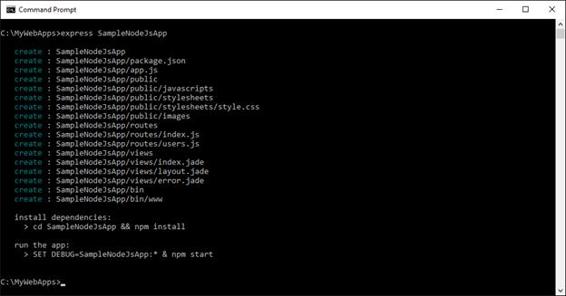 Command Prompt
C:\MyWebApps>express SampleNodeJsApp
create : SampleNodeJsApp
create : SampleNodeJsApp/package.json
create : SampleNodeJsApp/app.js
create : SampleNodeJsApp/public
create : SampleNodeJsApp/public/javascripts
create : SampleNodeJsApp/public/stylesheets
create : SampleNodeJsApp/public/stylesheets/style.css
create : SampleNodeJsApp/public/images
create : SampleNodeJsApp/routes
create : SampleNodeJsApp/routes/index.js
create : SampleNodeJsApp/routes/users.js
create : SampleNodeJsApp/views
create : SampleNodeJsApp/views/index.jade
create : SampleNodeJsApp/views/layout.jade
create : SampleNodeJsApp/views/error.jade
create : SampleNodeJsApp/bin
create : SampleNodeJsApp/bin/www
install dependencies:
> cd SampleNodeJsApp && npm install
run the app:
> SET DEBUG=SampleNodeJsApp:* & npm start
C:\MyWebApps>_